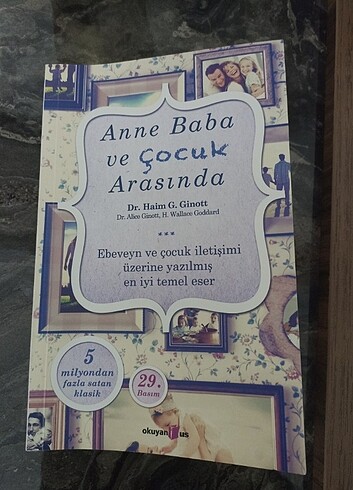 Anne Baba
ve Çocuk
Arasında
Dr. Haim G. Ginott
Dr. Alice Ginott, H. Wallace Goddard
Ebeveyn ve çocuk iletişimi
üzerine yazılmış
en iyi temel eser
5
milyondan
fazla satan
klasik
29.
Basım
okuyan us